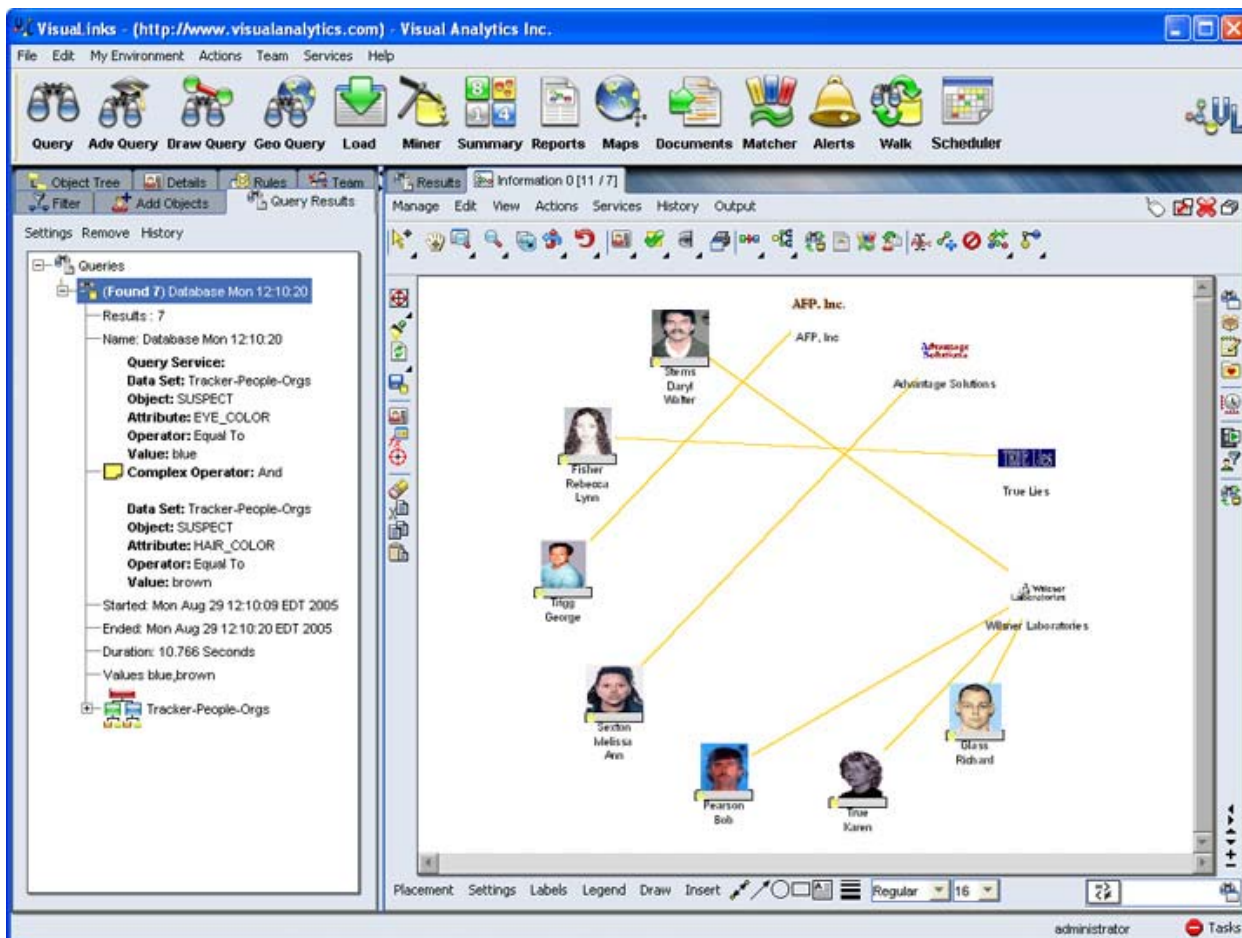 VisuaLinks - (http://www.visualanalytics.com) - Visual Analytics Inc.
File Edit My Environment Actions Team Services Help
Query Adv Query Draw Query Geo Query Load Miner Summary Reports Maps Documents Matcher Alerts Walk Scheduler
VL
Object Tree Details Rules Team
Filter Add Objects Query Results
Settings Remove History
Queries
(Found 7) Database Mon 12:10:20
Results : 7
Name: Database Mon 12:10:20
Query Service:
Data Set: Tracker-People-Orgs
Object: SUSPECT
Attribute: EYE_COLOR
Operator: Equal To
Value: blue
Complex Operator: And
Data Set: Tracker-People-Orgs
Object: SUSPECT
Attribute: HAIR_COLOR
Operator: Equal To
Value: brown
Started: Mon Aug 29 12:10:09 EDT 2005
Ended: Mon Aug 29 12:10:20 EDT 2005
Duration: 10.766 Seconds
Values blue,brown
Tracker-People-Orgs
Results Information 0 [11 / 7]
Manage Edit View Actions Services History Output
AFP. Inc.
AFP, Inc
Advantage
Solutions
Advantage Solutions
Sterns
Daryl
Walter
Fisher
Rebecca
Lynn
TRUE Lies
True Lies
Trigg
George
Wilsner
Laboratories
Wilsner Laboratories
Sexton
Melissa
Ann
Glass
Richard
Pearson
Bob
True
Karen
Placement Settings Labels Legend Draw Insert Regular 16
administrator Tasks